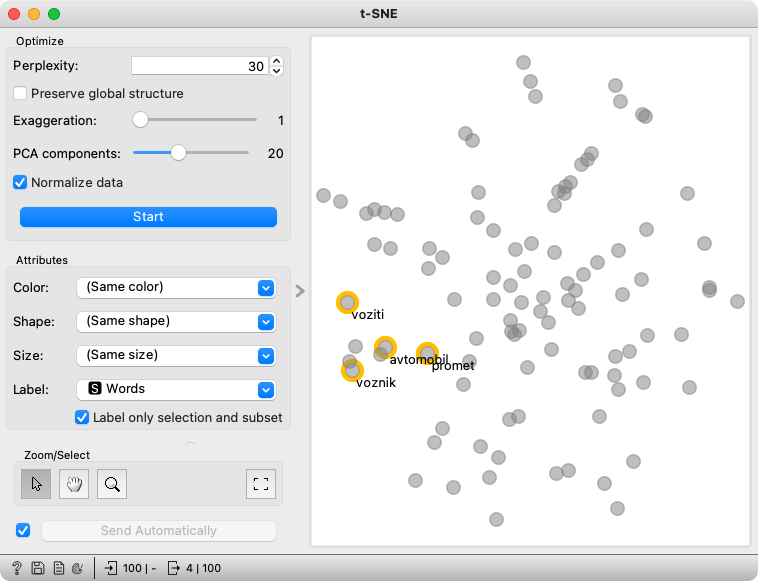 t-SNE
Optimize
Perplexity: 30
Preserve global structure
Exaggeration: 1
PCA components: 20
Normalize data
Start
Attributes
Color: (Same color)
Shape: (Same shape)
Size: (Same size)
Label: S Words
Label only selection and subset
Zoom/Select
Send Automatically
? 100 | - 4 | 100
voziti
avtomobil
promet
voznik